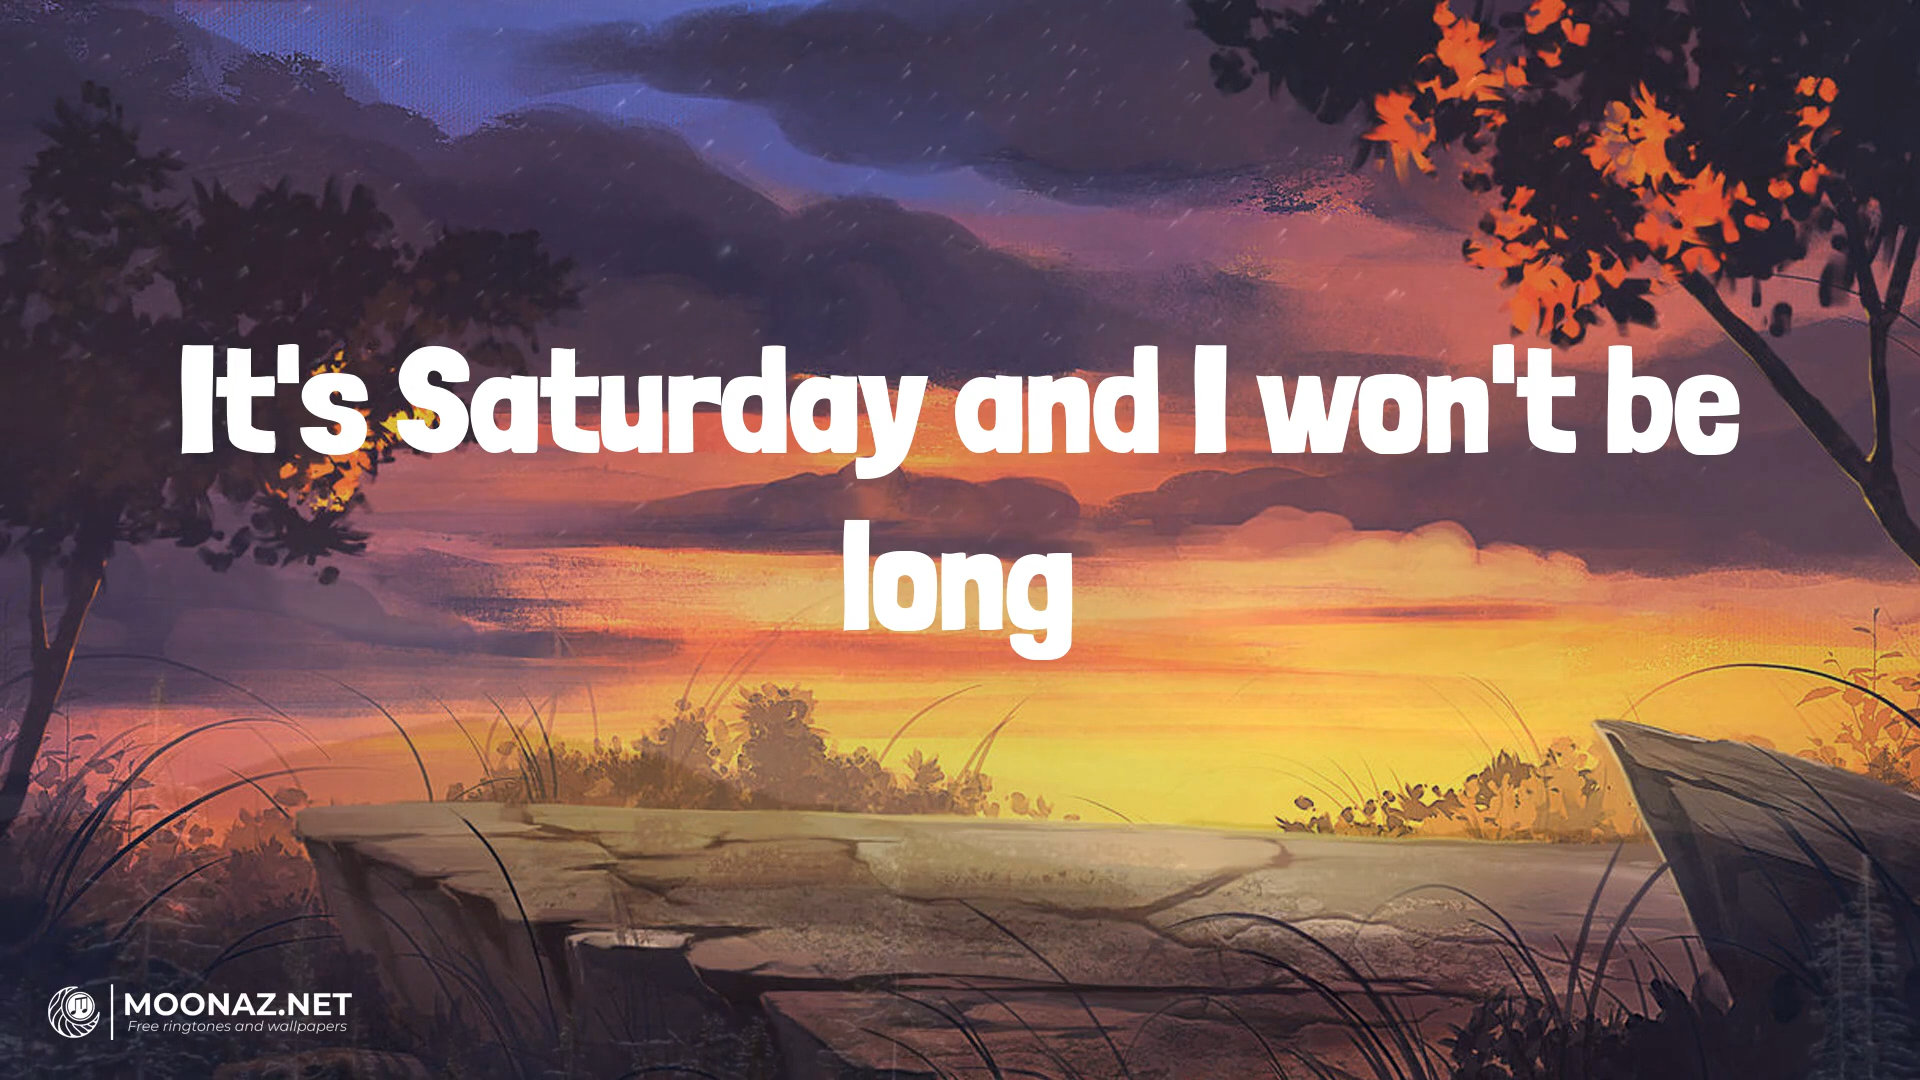 It's Saturday and I won't be
long
MOONAZ.NET
Free ringtones and wallpapers